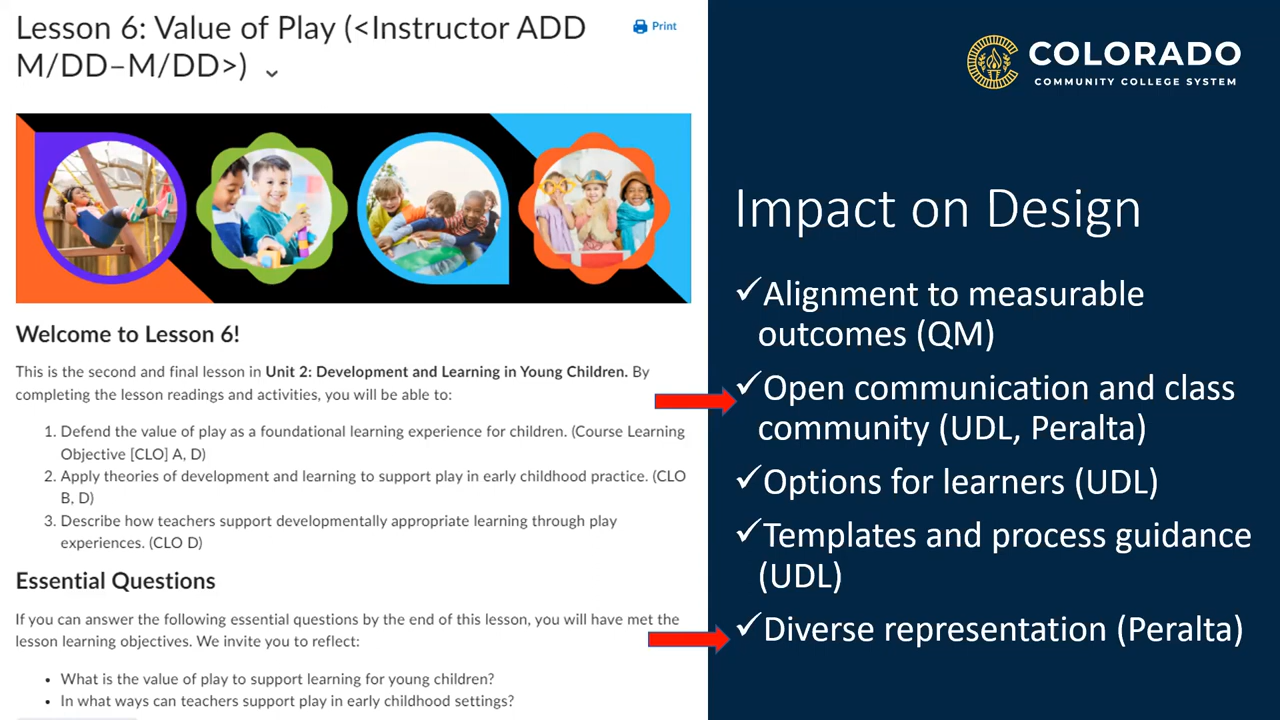 Lesson 6: Value of Play (<Instructor ADD
M/DD–M/DD>)
Print
Welcome to Lesson 6!
This is the second and final lesson in Unit 2: Development and Learning in Young Children. By
completing the lesson readings and activities, you will be able to:
1. Defend the value of play as a foundational learning experience for children. (Course Learning
Objective [CLO] A, D)
2. Apply theories of development and learning to support play in early childhood practice. (CLO
B, D)
3. Describe how teachers support developmentally appropriate learning through play
experiences. (CLO D)
Essential Questions
If you can answer the following essential questions by the end of this lesson, you will have met the
lesson learning objectives. We invite you to reflect:
• What is the value of play to support learning for young children?
• In what ways can teachers support play in early childhood settings?
COLORADO
COMMUNITY COLLEGE SYSTEM
Impact on Design
✓Alignment to measurable
outcomes (QM)
✓Open communication and class
community (UDL, Peralta)
✓Options for learners (UDL)
✓Templates and process guidance
(UDL)
✓Diverse representation (Peralta)